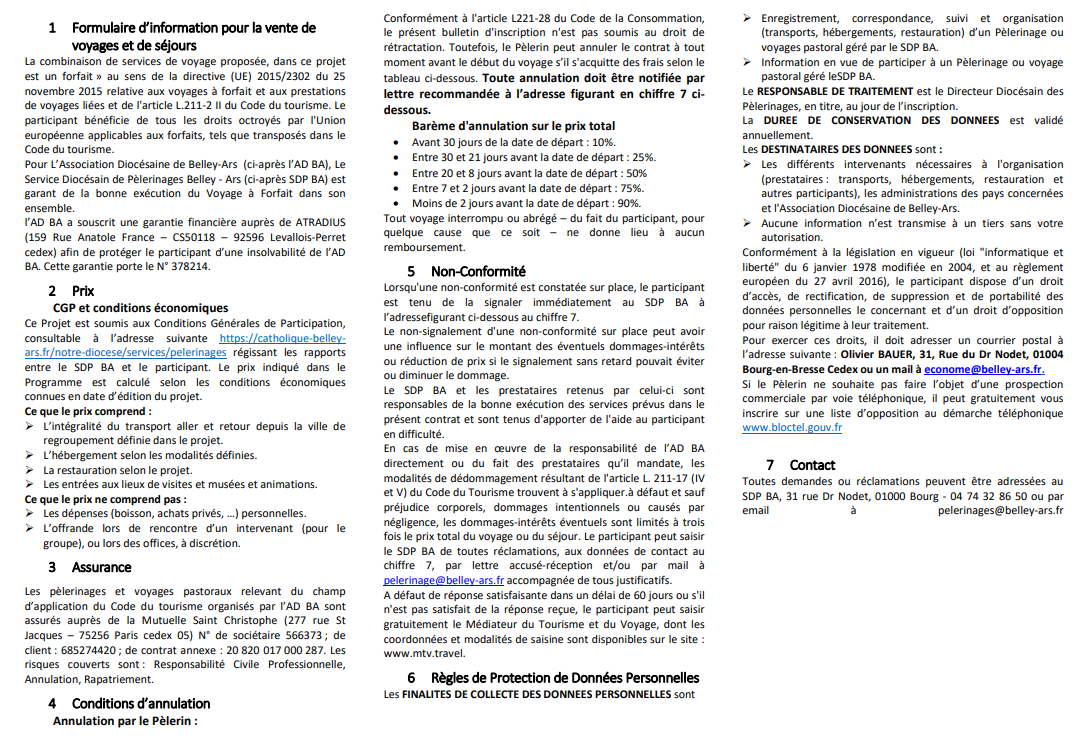 1 Formulaire d'information pour la vente de
voyages et de séjours
La combinaison de services de voyage proposée, dans ce projet
est un forfait » au sens de la directive (UE) 2015/2302 du 25
novembre 2015 relative aux voyages à forfait et aux prestations
de voyages liées et de l'article L.211-2 II du Code du tourisme. Le
participant bénéficie de tous les droits octroyés par l'Union
européenne applicables aux forfaits, tels que transposés dans le
Code du tourisme.
Pour L'Association Diocésaine de Belley-Ars (ci-après l'AD BA), Le
Service Diocésain de Pèlerinages Belley - Ars (ci-après SDP BA) est
garant de la bonne exécution du Voyage à Forfait dans son
ensemble.
l'AD BA a souscrit une garantie financière auprès de ATRADIUS
(159 Rue Anatole France – CS50118 – 92596 Levallois-Perret
cedex) afin de protéger le participant d'une insolvabilité de l'AD
BA. Cette garantie porte le N° 378214.
2 Prix
CGP et conditions économiques
Ce Projet est soumis aux Conditions Générales de Participation,
consultable à l'adresse suivante https://catholique-belley-
ars.fr/notre-diocese/services/pelerinages régissant les rapports
entre le SDP BA et le participant. Le prix indiqué dans le
Programme est calculé selon les conditions économiques
connues en date d'édition du projet.
Ce que le prix comprend :
➢ L'intégralité du transport aller et retour depuis la ville de
regroupement définie dans le projet.
➢ L'hébergement selon les modalités définies.
➢ La restauration selon le projet.
➢ Les entrées aux lieux de visites et musées et animations.
Ce que le prix ne comprend pas :
➢ Les dépenses (boisson, achats privés, …) personnelles.
➢ L'offrande lors de rencontre d'un intervenant (pour le
groupe), ou lors des offices, à discrétion.
3 Assurance
Les pèlerinages et voyages pastoraux relevant du champ
d'application du Code du tourisme organisés par l'AD BA sont
assurés auprès de la Mutuelle Saint Christophe (277 rue St
Jacques – 75256 Paris cedex 05) N° de sociétaire 566373 ; de
client : 685274420 ; de contrat annexe : 20 820 017 000 287. Les
risques couverts sont : Responsabilité Civile Professionnelle,
Annulation, Rapatriement.
4 Conditions d'annulation
Annulation par le Pèlerin :
Conformément à l'article L221-28 du Code de la Consommation,
le présent bulletin d'inscription n'est pas soumis au droit de
rétractation. Toutefois, le Pèlerin peut annuler le contrat à tout
moment avant le début du voyage s'il s'acquitte des frais selon le
tableau ci-dessous. Toute annulation doit être notifiée par
lettre recommandée à l'adresse figurant en chiffre 7 ci-
dessous.
Barème d'annulation sur le prix total
• Avant 30 jours de la date de départ : 10%.
• Entre 30 et 21 jours avant la date de départ : 25%.
• Entre 20 et 8 jours avant la date de départ : 50%
• Entre 7 et 2 jours avant la date de départ : 75%.
• Moins de 2 jours avant la date de départ : 90%.
Tout voyage interrompu ou abrégé – du fait du participant, pour
quelque cause que ce soit – ne donne lieu à aucun
remboursement.
5 Non-Conformité
Lorsqu'une non-conformité est constatée sur place, le participant
est tenu de la signaler immédiatement au SDP BA à
l'adressefigurant ci-dessous au chiffre 7.
Le non-signalement d'une non-conformité sur place peut avoir
une influence sur le montant des éventuels dommages-intérêts
ou réduction de prix si le signalement sans retard pouvait éviter
ou diminuer le dommage.
Le SDP BA et les prestataires retenus par celui-ci sont
responsables de la bonne exécution des services prévus dans le
présent contrat et sont tenus d'apporter de l'aide au participant
en difficulté.
En cas de mise en œuvre de la responsabilité de l'AD BA
directement ou du fait des prestataires qu'il mandate, les
modalités de dédommagement résultant de l'article L. 211-17 (IV
et V) du Code du Tourisme trouvent à s'appliquer.à défaut et sauf
préjudice corporels, dommages intentionnels ou causés par
négligence, les dommages-intérêts éventuels sont limités à trois
fois le prix total du voyage ou du séjour. Le participant peut saisir
le SDP BA de toutes réclamations, aux données de contact au
chiffre 7, par lettre accusé-réception et/ou par mail à
pelerinage@belley-ars.fr accompagnée de tous justificatifs.
A défaut de réponse satisfaisante dans un délai de 60 jours ou s'il
n'est pas satisfait de la réponse reçue, le participant peut saisir
gratuitement le Médiateur du Tourisme et du Voyage, dont les
coordonnées et modalités de saisine sont disponibles sur le site :
www.mtv.travel.
6 Règles de Protection de Données Personnelles
Les FINALITES DE COLLECTE DES DONNEES PERSONNELLES sont
➢ Enregistrement, correspondance, suivi et organisation
(transports, hébergements, restauration) d'un Pèlerinage ou
voyages pastoral géré par le SDP BA.
➢ Information en vue de participer à un Pèlerinage ou voyage
pastoral géré leSDP BA.
Le RESPONSABLE DE TRAITEMENT est le Directeur Diocésain des
Pèlerinages, en titre, au jour de l'inscription.
La DUREE DE CONSERVATION DES DONNEES est validé
annuellement.
Les DESTINATAIRES DES DONNEES sont :
➢ Les différents intervenants nécessaires à l'organisation
(prestataires : transports, hébergements, restauration et
autres participants), les administrations des pays concernées
et l'Association Diocésaine de Belley-Ars.
➢ Aucune information n'est transmise à un tiers sans votre
autorisation.
Conformément à la législation en vigueur (loi "informatique et
liberté" du 6 janvier 1978 modifiée en 2004, et au règlement
européen du 27 avril 2016), le participant dispose d'un droit
d'accès, de rectification, de suppression et de portabilité des
données personnelles le concernant et d'un droit d'opposition
pour raison légitime à leur traitement.
Pour exercer ces droits, il doit adresser un courrier postal à
l'adresse suivante : Olivier BAUER, 31, Rue du Dr Nodet, 01004
Bourg-en-Bresse Cedex ou un mail à econome@belley-ars.fr.
Si le Pèlerin ne souhaite pas faire l'objet d'une prospection
commerciale par voie téléphonique, il peut gratuitement vous
inscrire sur une liste d'opposition au démarche téléphonique
www.bloctel.gouv.fr
7 Contact
Toutes demandes ou réclamations peuvent être adressées au
SDP BA, 31 rue Dr Nodet, 01000 Bourg - 04 74 32 86 50 ou par
email à pelerinages@belley-ars.fr